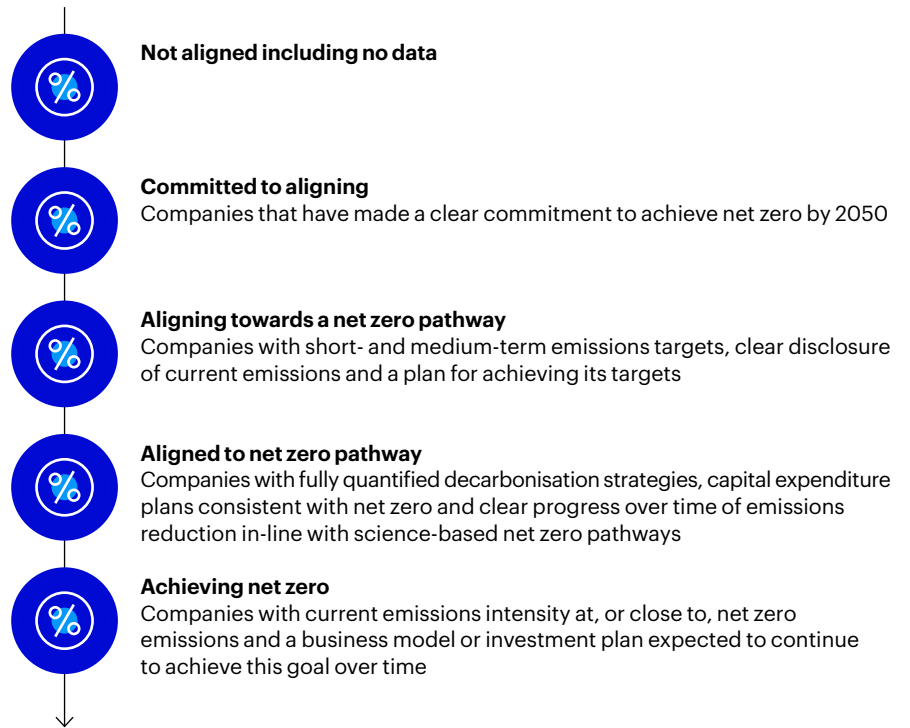 Not aligned including no data
Committed to aligning
Companies that have made a clear commitment to achieve net zero by 2050
Aligning towards a net zero pathway
Companies with short- and medium-term emissions targets, clear disclosure
of current emissions and a plan for achieving its targets
Aligned to net zero pathway
Companies with fully quantified decarbonisation strategies, capital expenditure
plans consistent with net zero and clear progress over time of emissions
reduction in-line with science-based net zero pathways
Achieving net zero
Companies with current emissions intensity at, or close to, net zero
emissions and a business model or investment plan expected to continue
to achieve this goal over time